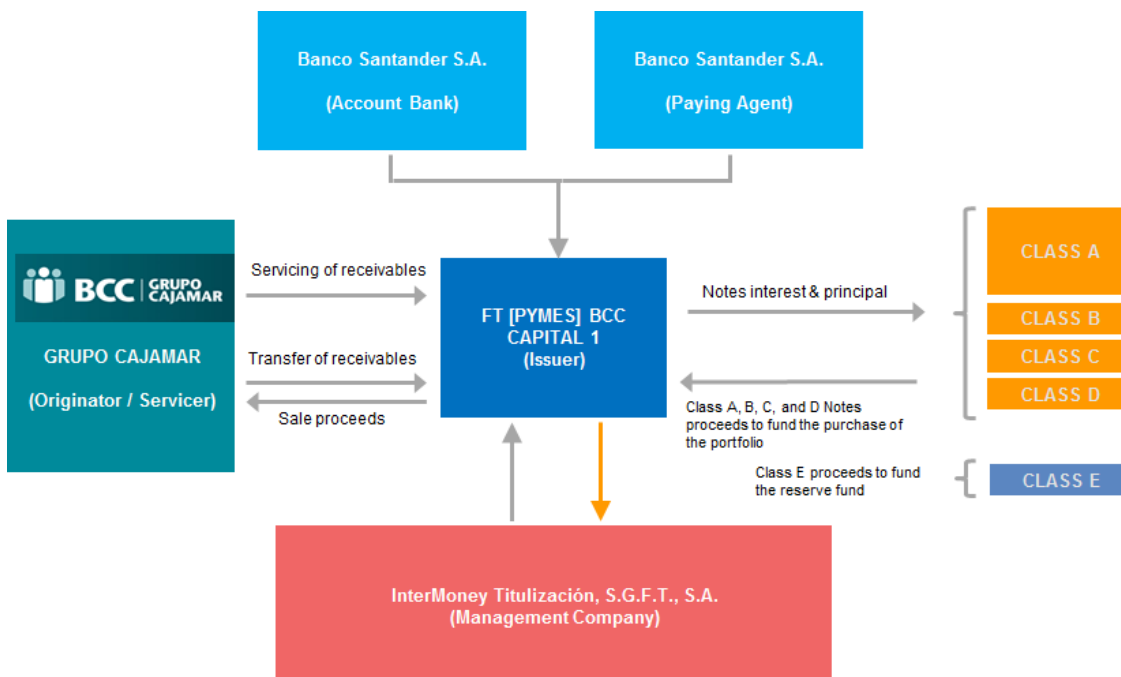 Banco Santander S.A.
(Account Bank)
Banco Santander S.A.
(Paying Agent)
BCC GRUPO
CAJAMAR
GRUPO CAJAMAR
(Originator / Servicer)
Servicing of receivables
Transfer of receivables
Sale proceeds
FT [PYMES] BCC
CAPITAL 1
(Issuer)
Notes interest & principal
Class A, B, C, and D Notes
proceeds to fund the purchase of
the portfolio
Class E proceeds to fund
the reserve fund
CLASS A
CLASS B
CLASS C
CLASS D
CLASS E
InterMoney Titulización, S.G.F.T., S.A.
(Management Company)